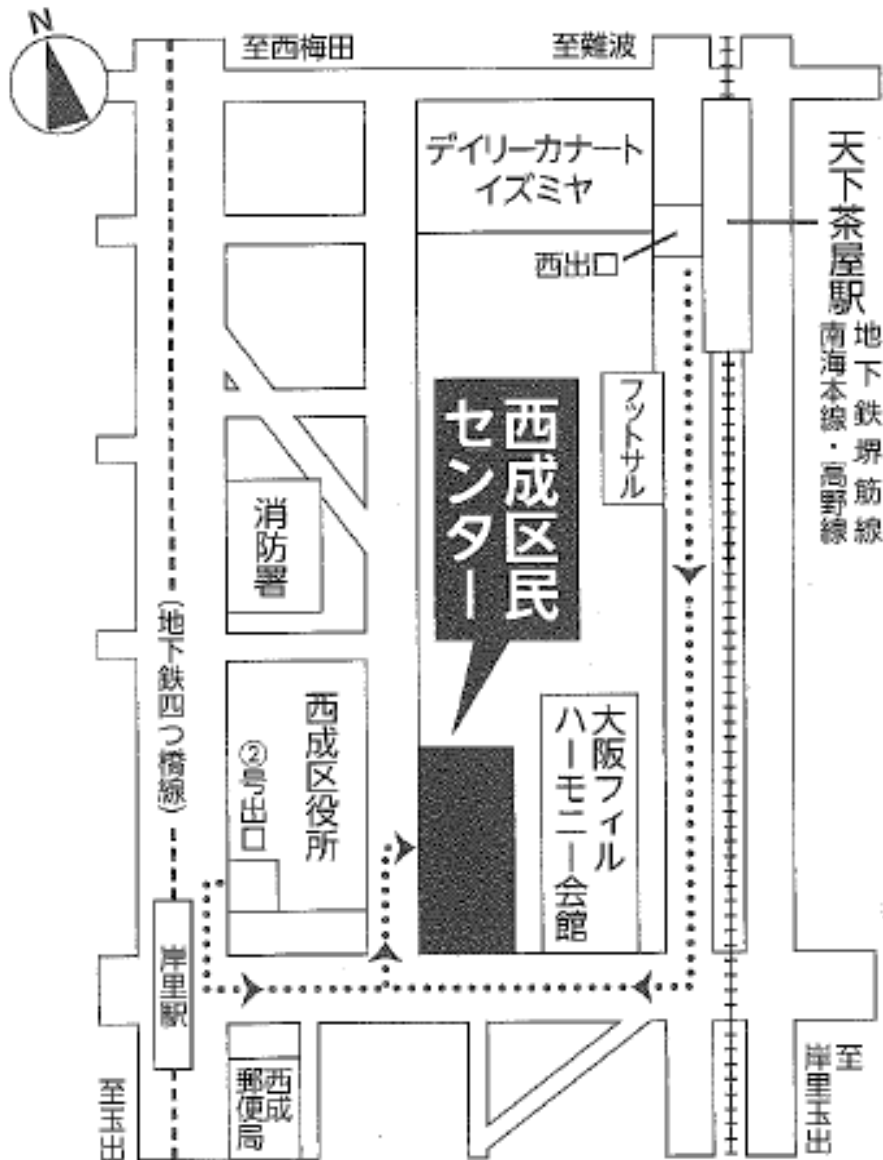 N
至西梅田
至難波
デイリーカナート
イズミヤ
天下茶屋駅
地下鉄堺筋線
南海本線・高野線
西出口
フットサル
西成区民
センター
消防署
(地下鉄四つ橋線)
西成区役所
②号出口
大阪フィル
ハーモニー会館
岸里駅
西成
郵便局
至玉出
至
岸里玉出